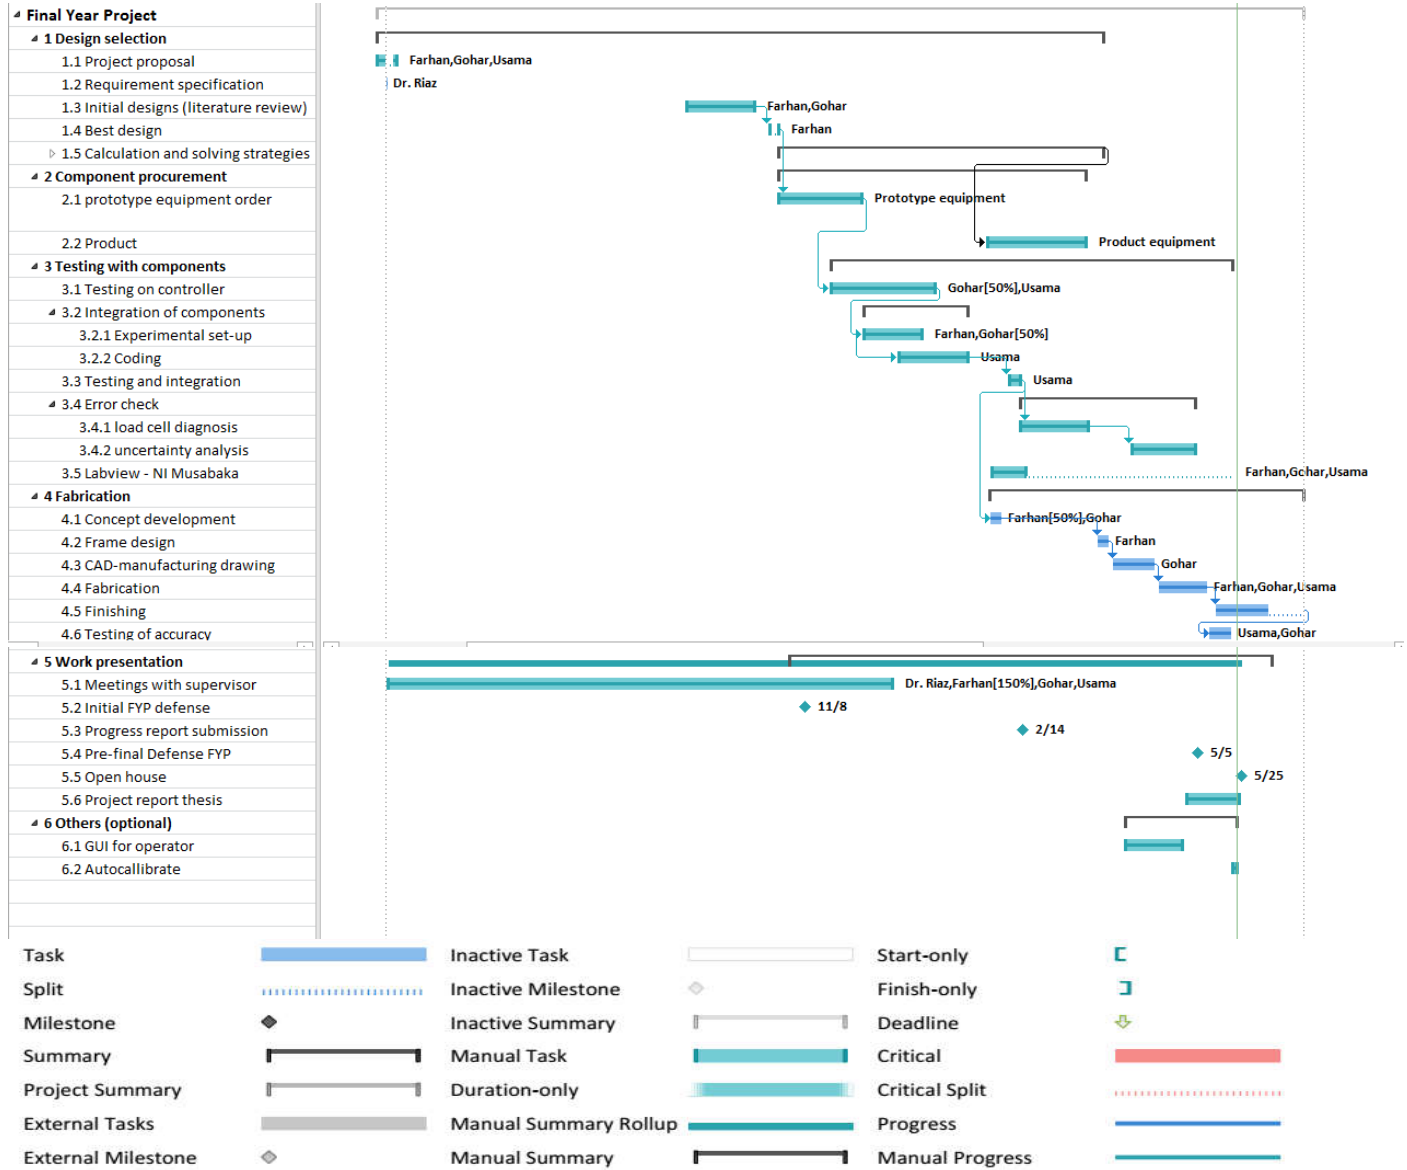 Final Year Project
1 Design selection
1.1 Project proposal Farhan,Gohar,Usama
1.2 Requirement specification Dr. Riaz
1.3 Initial designs (literature review) Farhan,Gohar
1.4 Best design Farhan
1.5 Calculation and solving strategies
2 Component procurement
2.1 prototype equipment order Prototype equipment
2.2 Product Product equipment
3 Testing with components
3.1 Testing on controller Gohar[50%],Usama
3.2 Integration of components
3.2.1 Experimental set-up Farhan,Gohar[50%]
3.2.2 Coding Usama
3.3 Testing and integration Usama
3.4 Error check
3.4.1 load cell diagnosis
3.4.2 uncertainty analysis
3.5 Labview - NI Musabaka Farhan,Gohar,Usama
4 Fabrication
4.1 Concept development Farhan[50%],Gohar
4.2 Frame design Farhan
4.3 CAD-manufacturing drawing Gohar
4.4 Fabrication Farhan,Gohar,Usama
4.5 Finishing
4.6 Testing of accuracy Usama,Gohar
5 Work presentation
5.1 Meetings with supervisor Dr. Riaz,Farhan[150%],Gohar,Usama
5.2 Initial FYP defense 11/8
5.3 Progress report submission 2/14
5.4 Pre-final Defense FYP 5/5
5.5 Open house 5/25
5.6 Project report thesis
6 Others (optional)
6.1 GUI for operator
6.2 Autocallibrate
Task Inactive Task Start-only
Split Inactive Milestone Finish-only
Milestone Inactive Summary Deadline
Summary Manual Task Critical
Project Summary Duration-only Critical Split
External Tasks Manual Summary Rollup Progress
External Milestone Manual Summary Manual Progress